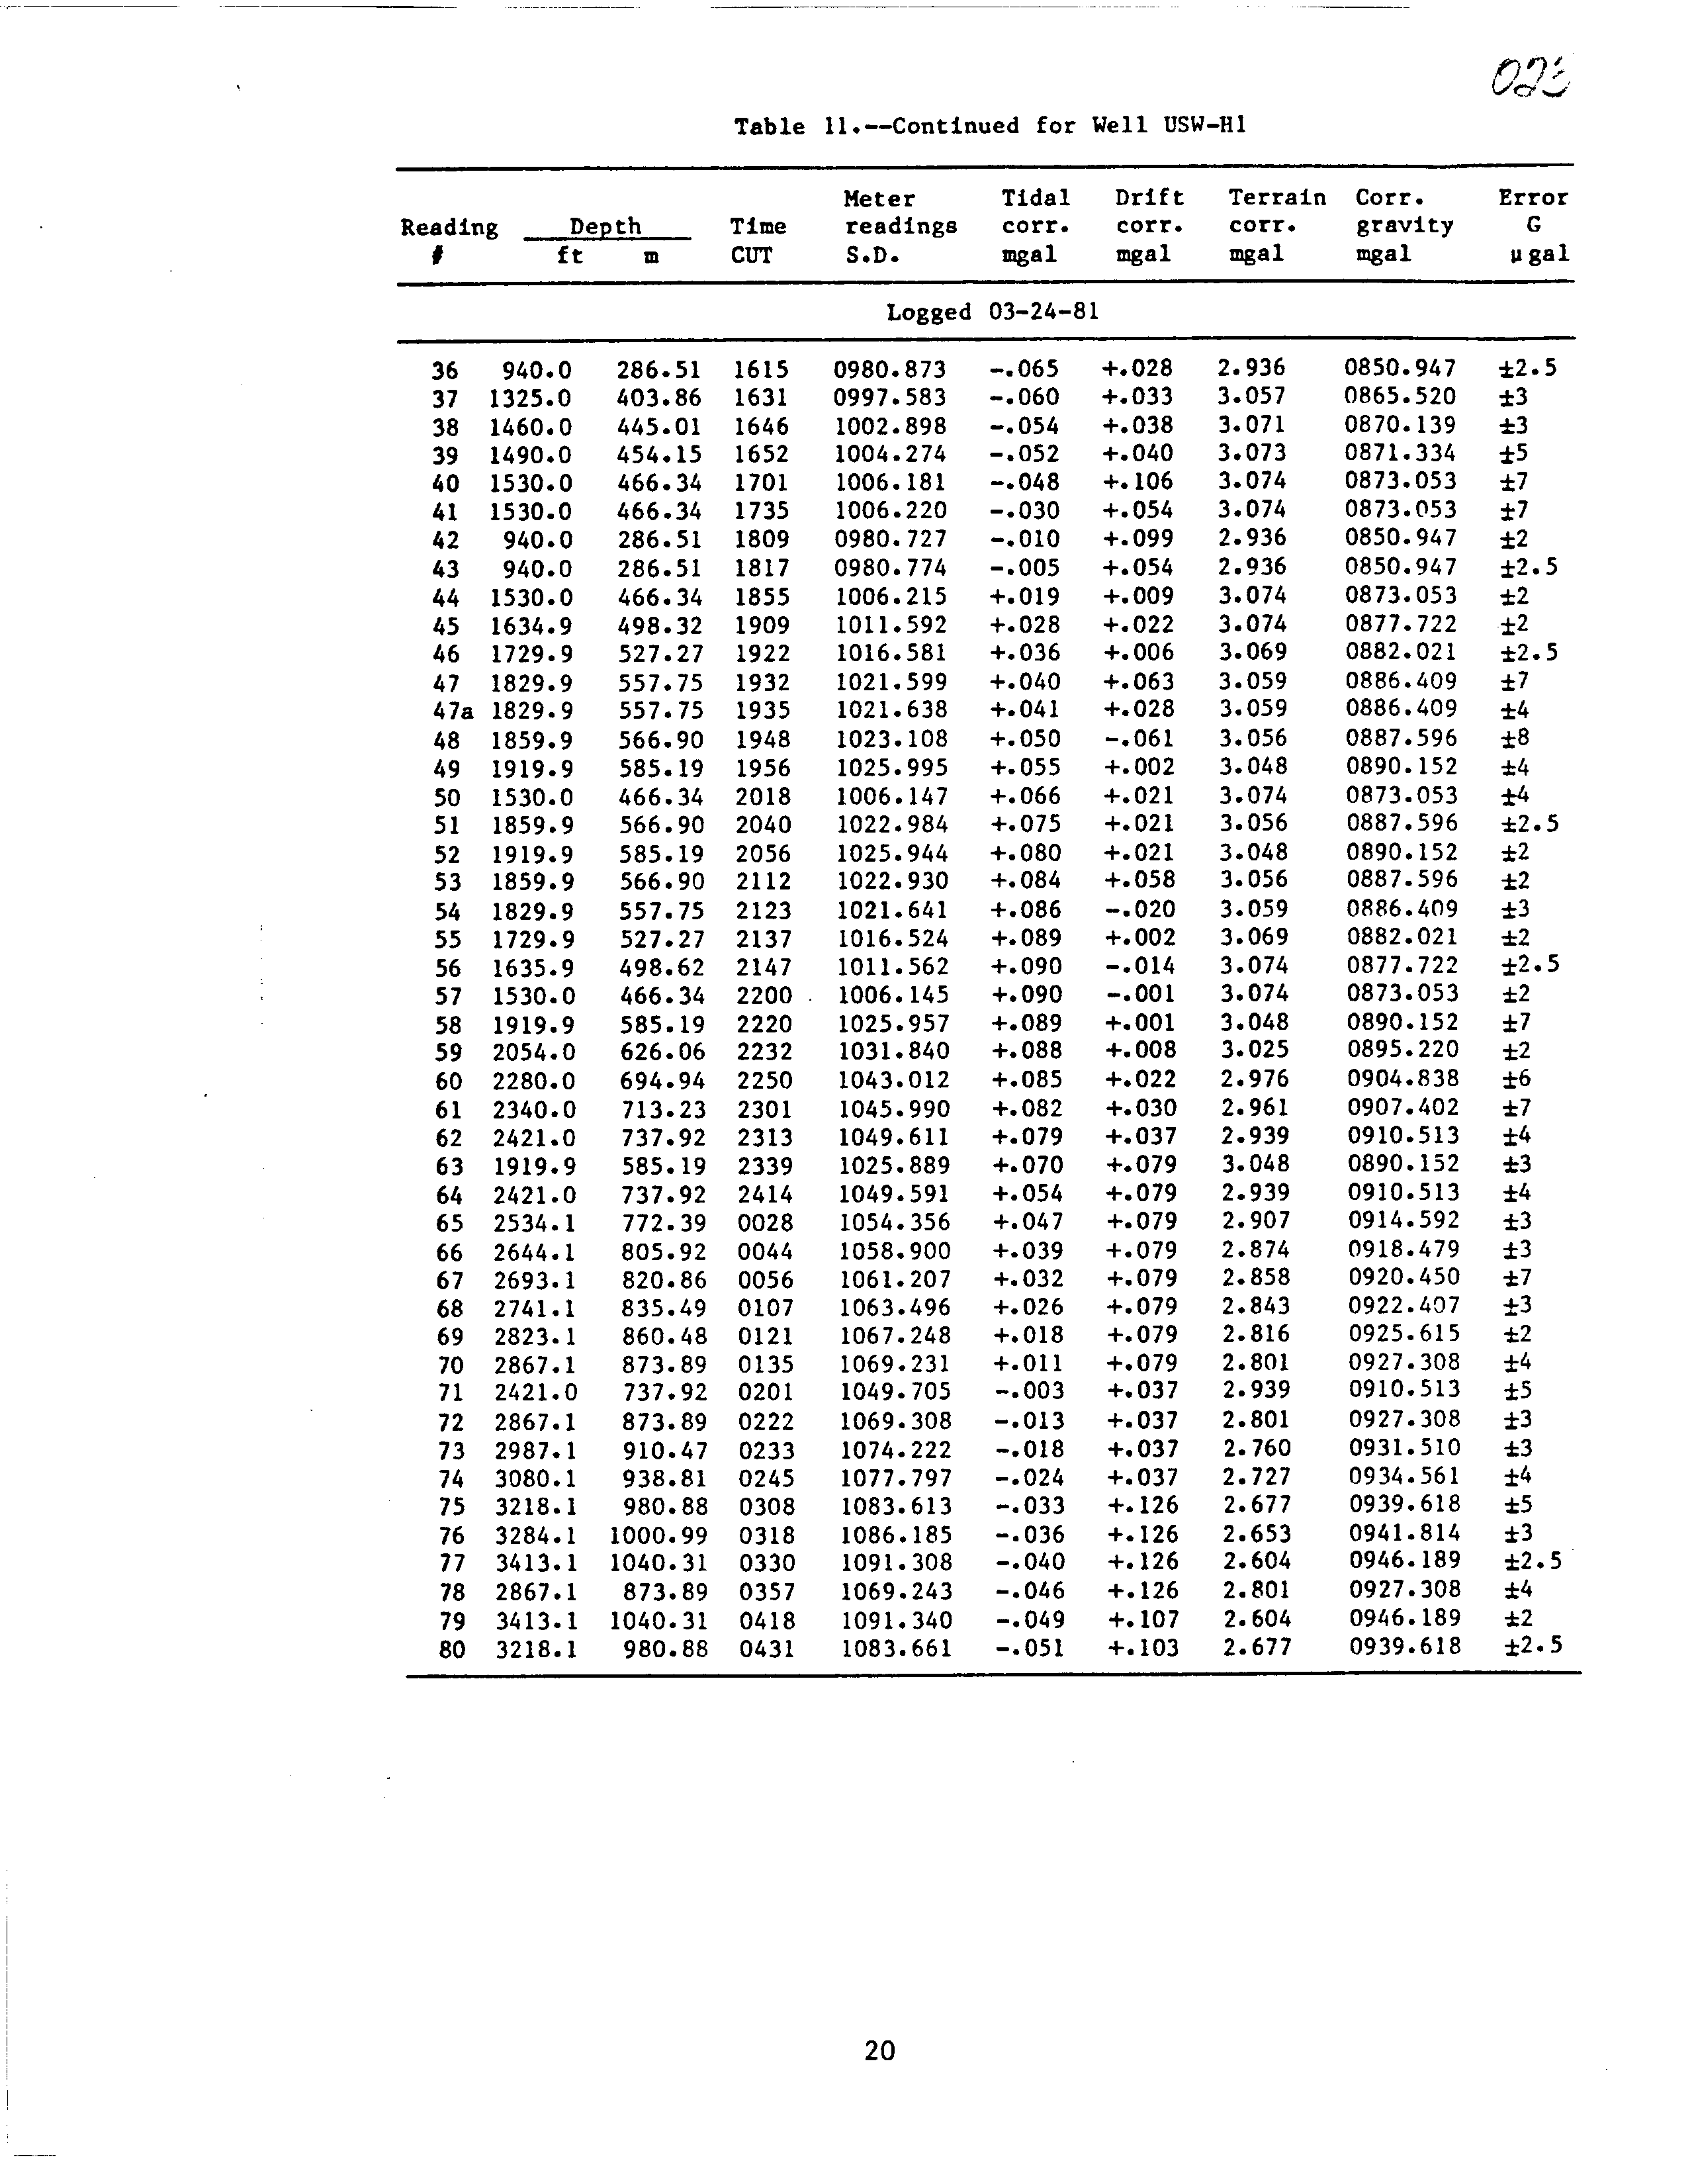 Table 11.--Continued for Well USW-H1
Meter Tidal Drift Terrain Corr. Error
Reading Depth Time readings corr. corr. corr. gravity G
# ft m CUT S.D. mgal mgal mgal mgal µgal
Logged 03-24-81
36 940.0 286.51 1615 0980.873 -.065 +.028 2.936 0850.947 ±2.5
37 1325.0 403.86 1631 0997.583 -.060 +.033 3.057 0865.520 ±3
38 1460.0 445.01 1646 1002.898 -.054 +.038 3.071 0870.139 ±3
39 1490.0 454.15 1652 1004.274 -.052 +.040 3.073 0871.334 ±5
40 1530.0 466.34 1701 1006.181 -.048 +.106 3.074 0873.053 ±7
41 1530.0 466.34 1735 1006.220 -.030 +.054 3.074 0873.053 ±7
42 940.0 286.51 1809 0980.727 -.010 +.099 2.936 0850.947 ±2
43 940.0 286.51 1817 0980.774 -.005 +.054 2.936 0850.947 ±2.5
44 1530.0 466.34 1855 1006.215 +.019 +.009 3.074 0873.053 ±2
45 1634.9 498.32 1909 1011.592 +.028 +.022 3.074 0877.722 ±2
46 1729.9 527.27 1922 1016.581 +.036 +.006 3.069 0882.021 ±2.5
47 1829.9 557.75 1932 1021.599 +.040 +.063 3.059 0886.409 ±7
47a 1829.9 557.75 1935 1021.638 +.041 +.028 3.059 0886.409 ±4
48 1859.9 566.90 1948 1023.108 +.050 -.061 3.056 0887.596 ±8
49 1919.9 585.19 1956 1025.995 +.055 +.002 3.048 0890.152 ±4
50 1530.0 466.34 2018 1006.147 +.066 +.021 3.074 0873.053 ±4
51 1859.9 566.90 2040 1022.984 +.075 +.021 3.056 0887.596 ±2.5
52 1919.9 585.19 2056 1025.944 +.080 +.021 3.048 0890.152 ±2
53 1859.9 566.90 2112 1022.930 +.084 +.058 3.056 0887.596 ±2
54 1829.9 557.75 2123 1021.641 +.086 -.020 3.059 0886.409 ±3
55 1729.9 527.27 2137 1016.524 +.089 +.002 3.069 0882.021 ±2
56 1635.9 498.62 2147 1011.562 +.090 -.014 3.074 0877.722 ±2.5
57 1530.0 466.34 2200 1006.145 +.090 -.001 3.074 0873.053 ±2
58 1919.9 585.19 2220 1025.957 +.089 +.001 3.048 0890.152 ±7
59 2054.0 626.06 2232 1031.840 +.088 +.008 3.025 0895.220 ±2
60 2280.0 694.94 2250 1043.012 +.085 +.022 2.976 0904.838 ±6
61 2340.0 713.23 2301 1045.990 +.082 +.030 2.961 0907.402 ±7
62 2421.0 737.92 2313 1049.611 +.079 +.037 2.939 0910.513 ±4
63 1919.9 585.19 2339 1025.889 +.070 +.079 3.048 0890.152 ±3
64 2421.0 737.92 2414 1049.591 +.054 +.079 2.939 0910.513 ±4
65 2534.1 772.39 0028 1054.356 +.047 +.079 2.907 0914.592 ±3
66 2644.1 805.92 0044 1058.900 +.039 +.079 2.874 0918.479 ±3
67 2693.1 820.86 0056 1061.207 +.032 +.079 2.858 0920.450 ±7
68 2741.1 835.49 0107 1063.496 +.026 +.079 2.843 0922.407 ±3
69 2823.1 860.48 0121 1067.248 +.018 +.079 2.816 0925.615 ±2
70 2867.1 873.89 0135 1069.231 +.011 +.079 2.801 0927.308 ±4
71 2421.0 737.92 0201 1049.705 -.003 +.037 2.939 0910.513 ±5
72 2867.1 873.89 0222 1069.308 -.013 +.037 2.801 0927.308 ±3
73 2987.1 910.47 0233 1074.222 -.018 +.037 2.760 0931.510 ±3
74 3080.1 938.81 0245 1077.797 -.024 +.037 2.727 0934.561 ±4
75 3218.1 980.88 0308 1083.613 -.033 +.126 2.677 0939.618 ±5
76 3284.1 1000.99 0318 1086.185 -.036 +.126 2.653 0941.814 ±3
77 3413.1 1040.31 0330 1091.308 -.040 +.126 2.604 0946.189 ±2.5
78 2867.1 873.89 0357 1069.243 -.046 +.126 2.801 0927.308 ±4
79 3413.1 1040.31 0418 1091.340 -.049 +.107 2.604 0946.189 ±2
80 3218.1 980.88 0431 1083.661 -.051 +.103 2.677 0939.618 ±2.5
20